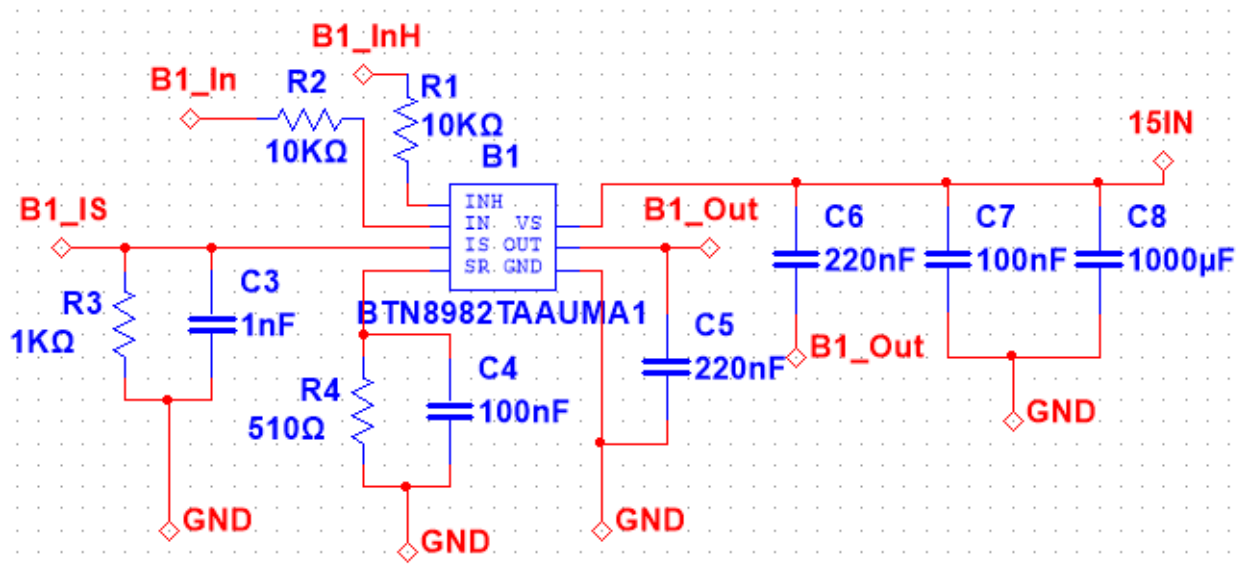 B1_InH
B1_In
R2
10KΩ
R1
10KΩ
B1
15IN
B1_IS
INH
IN VS
IS OUT
SR GND
BTN8982TAAUMA1
B1_Out
C6
220nF
C7
100nF
C8
1000µF
R3
1KΩ
C3
1nF
C5
220nF
B1_Out
R4
510Ω
C4
100nF
GND
GND
GND
GND